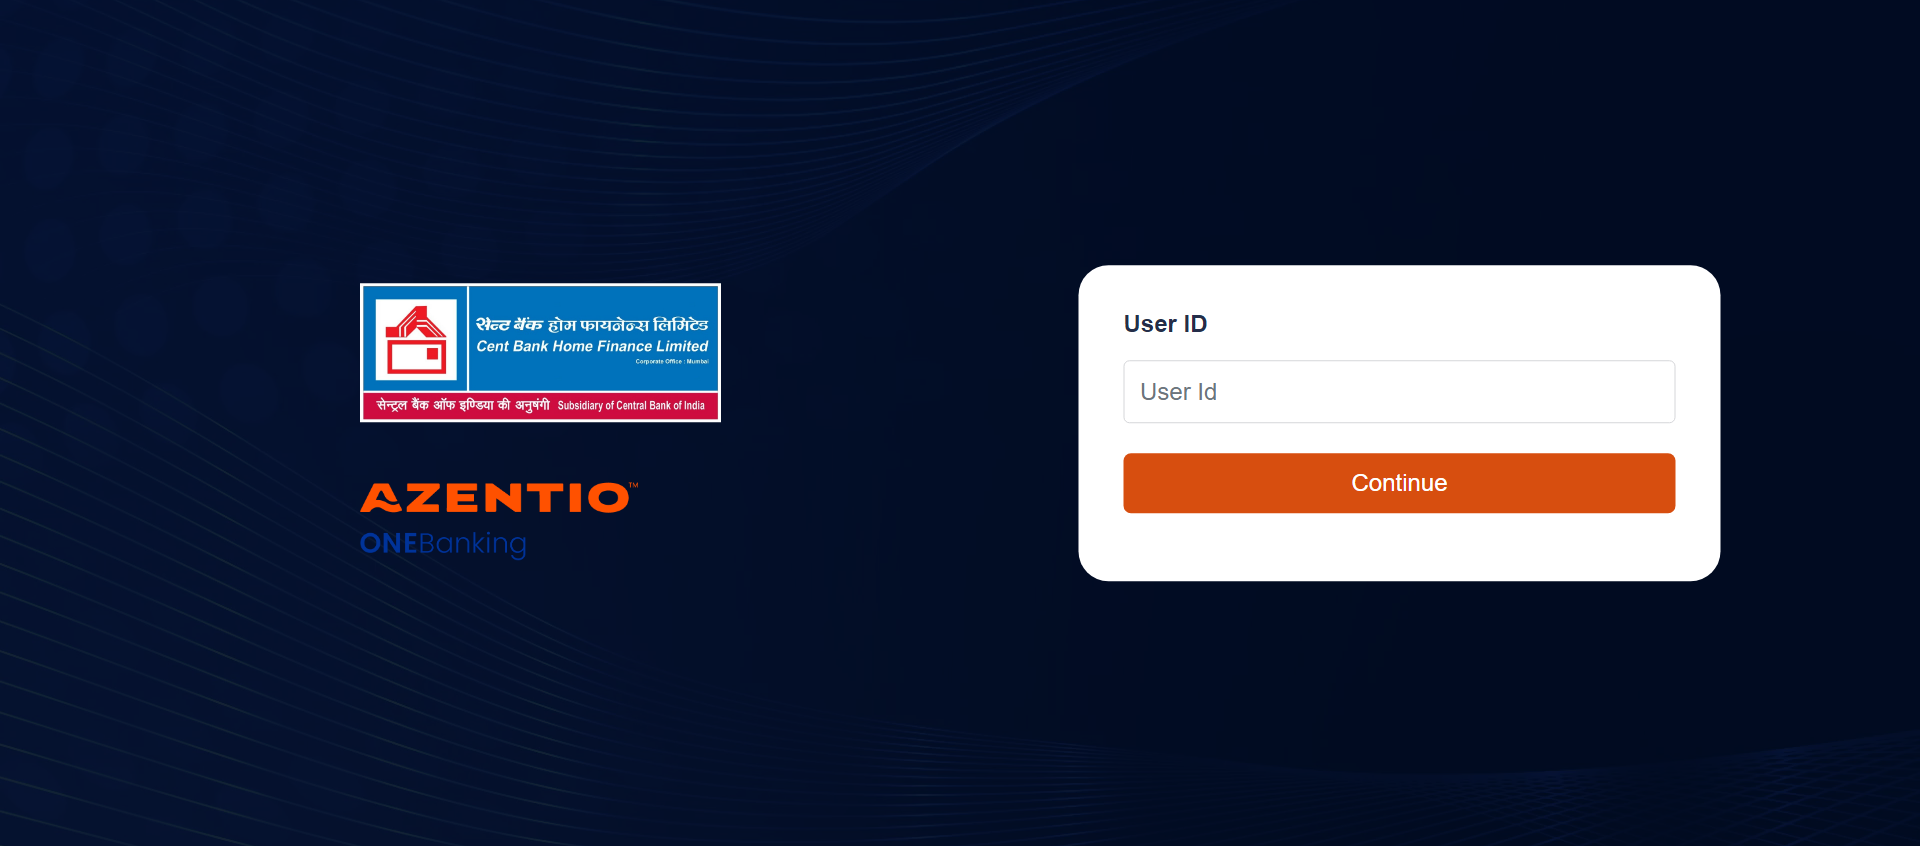 सेन्ट बैंक होम फायनेन्स लिमिटेड
Cent Bank Home Finance Limited
Corporate Office : Mumbai
सेन्ट्रल बैंक ऑफ इण्डिया की अनुषंगी Subsidiary of Central Bank of India
AZENTIO™
ONEBanking
User ID
User Id
Continue